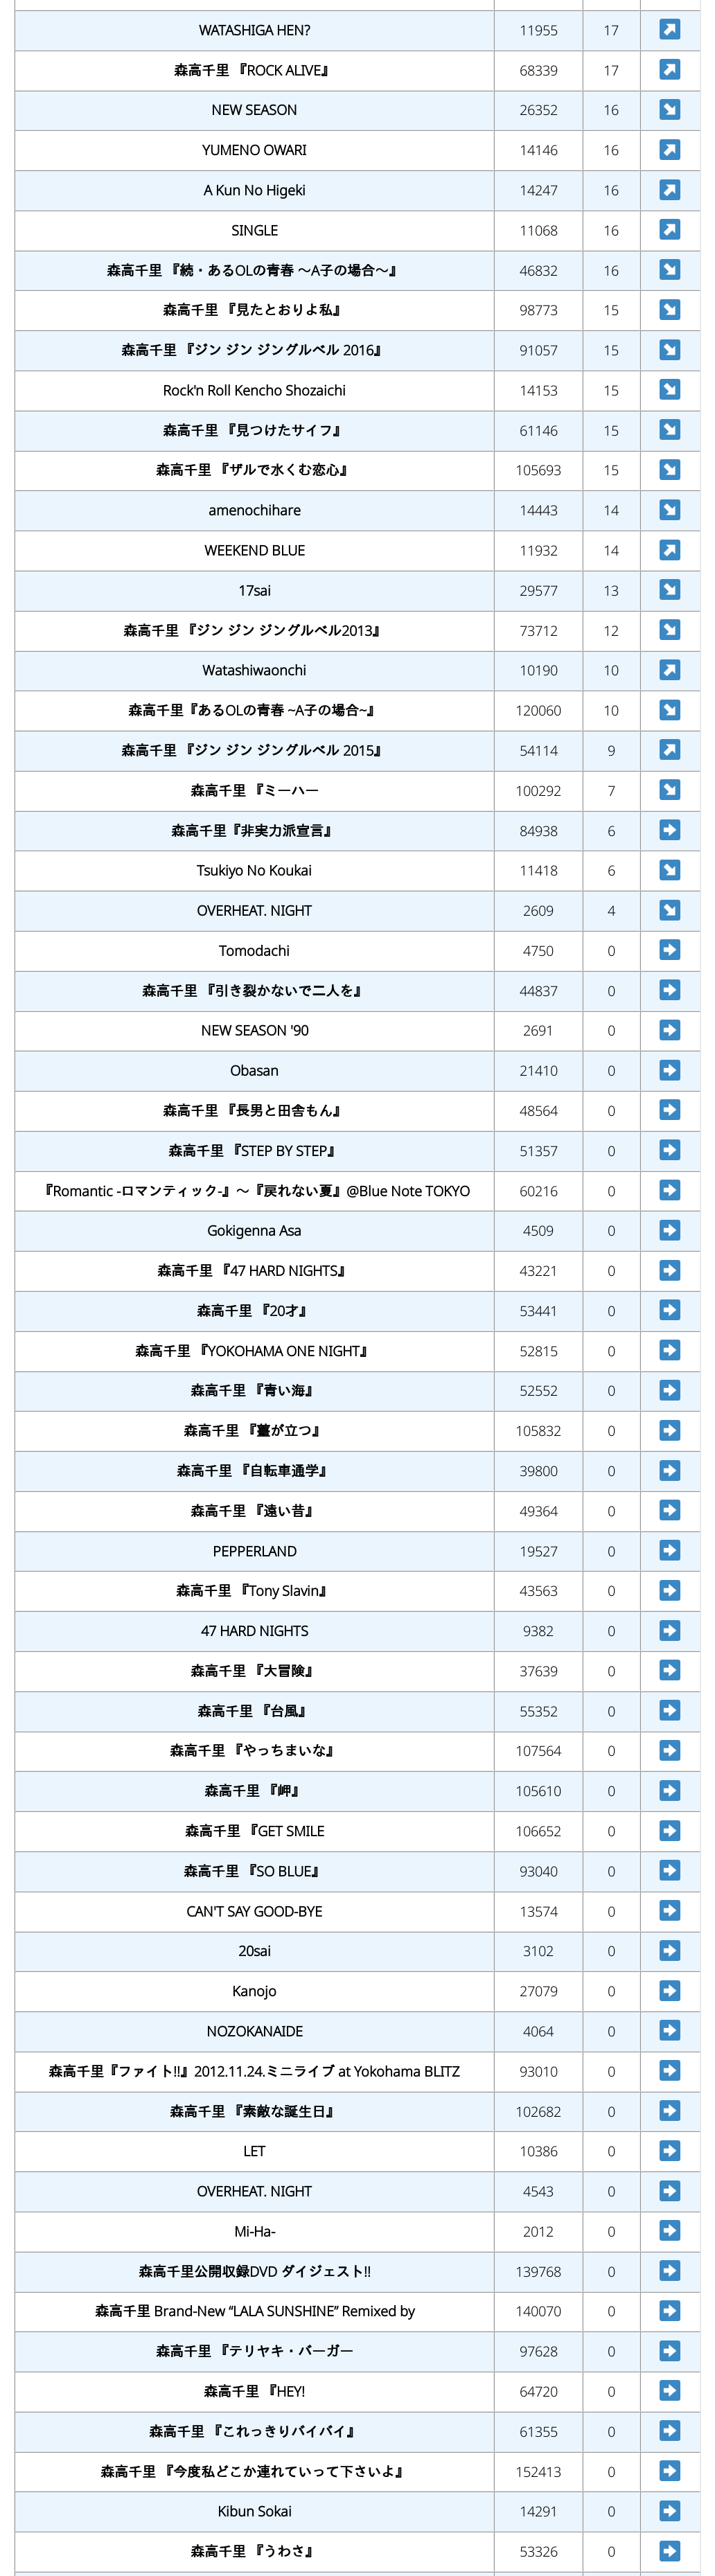 WATASHIGA HEN? 11955 17
森高千里 『ROCK ALIVE』 68339 17
NEW SEASON 26352 16
YUMENO OWARI 14146 16
A Kun No Higeki 14247 16
SINGLE 11068 16
森高千里 『続・あるOLの青春 〜A子の場合〜』 46832 16
森高千里 『見たとおりよ私』 98773 15
森高千里 『ジン ジン ジングルベル 2016』 91057 15
Rock'n Roll Kencho Shozaichi 14153 15
森高千里 『見つけたサイフ』 61146 15
森高千里 『ザルで水くむ恋心』 105693 15
amenochihare 14443 14
WEEKEND BLUE 11932 14
17sai 29577 13
森高千里 『ジン ジン ジングルベル2013』 73712 12
Watashiwaonchi 10190 10
森高千里『あるOLの青春 ~A子の場合~』 120060 10
森高千里 『ジン ジン ジングルベル 2015』 54114 9
森高千里 『ミーハー 100292 7
森高千里『非実力派宣言』 84938 6
Tsukiyo No Koukai 11418 6
OVERHEAT. NIGHT 2609 4
Tomodachi 4750 0
森高千里 『引き裂かないで二人を』 44837 0
NEW SEASON '90 2691 0
Obasan 21410 0
森高千里 『長男と田舎もん』 48564 0
森高千里 『STEP BY STEP』 51357 0
『Romantic -ロマンティック-』〜『戻れない夏』@Blue Note TOKYO 60216 0
Gokigenna Asa 4509 0
森高千里 『47 HARD NIGHTS』 43221 0
森高千里 『20才』 53441 0
森高千里 『YOKOHAMA ONE NIGHT』 52815 0
森高千里 『青い海』 52552 0
森高千里 『薹が立つ』 105832 0
森高千里 『自転車通学』 39800 0
森高千里 『遠い昔』 49364 0
PEPPERLAND 19527 0
森高千里 『Tony Slavin』 43563 0
47 HARD NIGHTS 9382 0
森高千里 『大冒険』 37639 0
森高千里 『台風』 55352 0
森高千里 『やっちまいな』 107564 0
森高千里 『岬』 105610 0
森高千里 『GET SMILE 106652 0
森高千里 『SO BLUE』 93040 0
CAN'T SAY GOOD-BYE 13574 0
20sai 3102 0
Kanojo 27079 0
NOZOKANAIDE 4064 0
森高千里『ファイト!!』2012.11.24.ミニライブ at Yokohama BLITZ 93010 0
森高千里 『素敵な誕生日』 102682 0
LET 10386 0
OVERHEAT. NIGHT 4543 0
Mi-Ha- 2012 0
森高千里公開収録DVD ダイジェスト!! 139768 0
森高千里 Brand-New “LALA SUNSHINE” Remixed by 140070 0
森高千里 『テリヤキ・バーガー 97628 0
森高千里 『HEY! 64720 0
森高千里 『これっきりバイバイ』 61355 0
森高千里 『今度私どこか連れていって下さいよ』 152413 0
Kibun Sokai 14291 0
森高千里 『うわさ』 53326 0